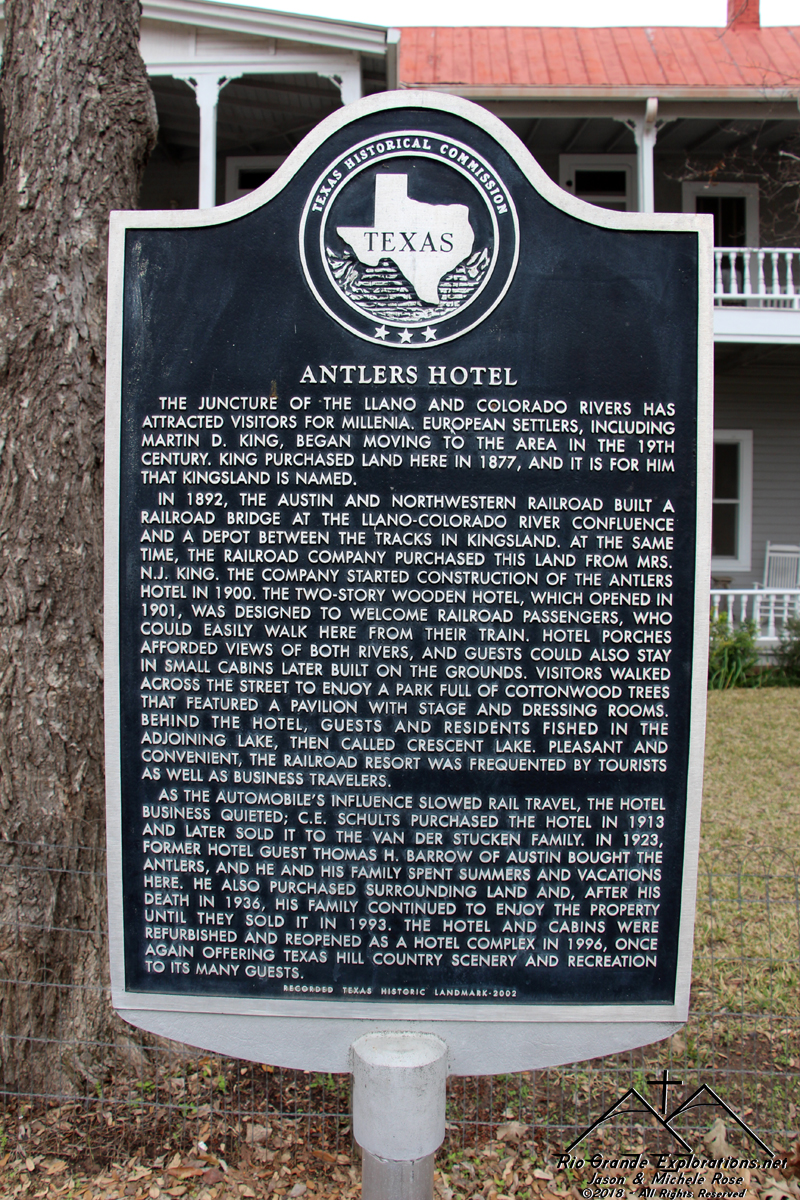 TEXAS HISTORICAL COMMISSION
TEXAS
ANTLERS HOTEL
THE JUNCTURE OF THE LLANO AND COLORADO RIVERS HAS
ATTRACTED VISITORS FOR MILLENIA. EUROPEAN SETTLERS, INCLUDING
MARTIN D. KING, BEGAN MOVING TO THE AREA IN THE 19TH
CENTURY. KING PURCHASED LAND HERE IN 1877, AND IT IS FOR HIM
THAT KINGSLAND IS NAMED.
IN 1892, THE AUSTIN AND NORTHWESTERN RAILROAD BUILT A
RAILROAD BRIDGE AT THE LLANO-COLORADO RIVER CONFLUENCE
AND A DEPOT BETWEEN THE TRACKS IN KINGSLAND. AT THE SAME
TIME, THE RAILROAD COMPANY PURCHASED THIS LAND FROM MRS.
N.J. KING. THE COMPANY STARTED CONSTRUCTION OF THE ANTLERS
HOTEL IN 1900. THE TWO-STORY WOODEN HOTEL, WHICH OPENED IN
1901, WAS DESIGNED TO WELCOME RAILROAD PASSENGERS, WHO
COULD EASILY WALK HERE FROM THEIR TRAIN. HOTEL PORCHES
AFFORDED VIEWS OF BOTH RIVERS, AND GUESTS COULD ALSO STAY
IN SMALL CABINS LATER BUILT ON THE GROUNDS. VISITORS WALKED
ACROSS THE STREET TO ENJOY A PARK FULL OF COTTONWOOD TREES
THAT FEATURED A PAVILION WITH STAGE AND DRESSING ROOMS.
BEHIND THE HOTEL, GUESTS AND RESIDENTS FISHED IN THE
ADJOINING LAKE, THEN CALLED CRESCENT LAKE. PLEASANT AND
CONVENIENT, THE RAILROAD RESORT WAS FREQUENTED BY TOURISTS
AS WELL AS BUSINESS TRAVELERS.
AS THE AUTOMOBILE'S INFLUENCE SLOWED RAIL TRAVEL, THE HOTEL
BUSINESS QUIETED; C.E. SCHULTS PURCHASED THE HOTEL IN 1913
AND LATER SOLD IT TO THE VAN DER STUCKEN FAMILY. IN 1923,
FORMER HOTEL GUEST THOMAS H. BARROW OF AUSTIN BOUGHT THE
ANTLERS, AND HE AND HIS FAMILY SPENT SUMMERS AND VACATIONS
HERE. HE ALSO PURCHASED SURROUNDING LAND AND, AFTER HIS
DEATH IN 1936, HIS FAMILY CONTINUED TO ENJOY THE PROPERTY
UNTIL THEY SOLD IT IN 1993. THE HOTEL AND CABINS WERE
REFURBISHED AND REOPENED AS A HOTEL COMPLEX IN 1996, ONCE
AGAIN OFFERING TEXAS HILL COUNTRY SCENERY AND RECREATION
TO ITS MANY GUESTS.
RECORDED TEXAS HISTORIC LANDMARK-2002
Rio Grande Explorations.net
Jason & Michele Rose
©2018 - All Rights Reserved